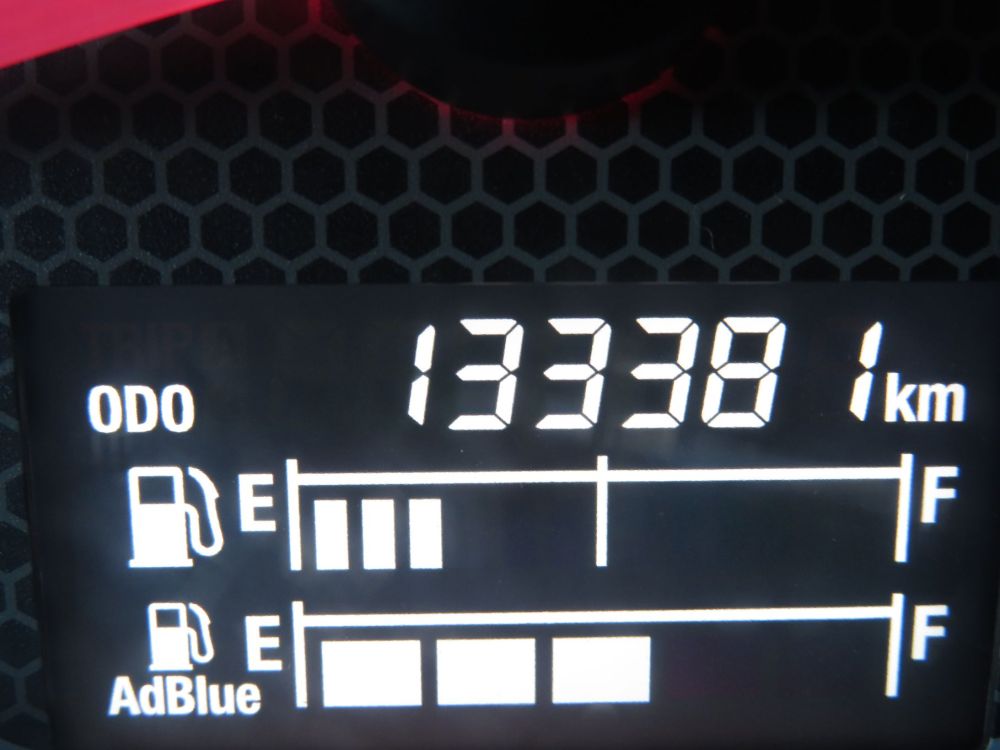 ODO 133381 km
E F
E F
AdBlue